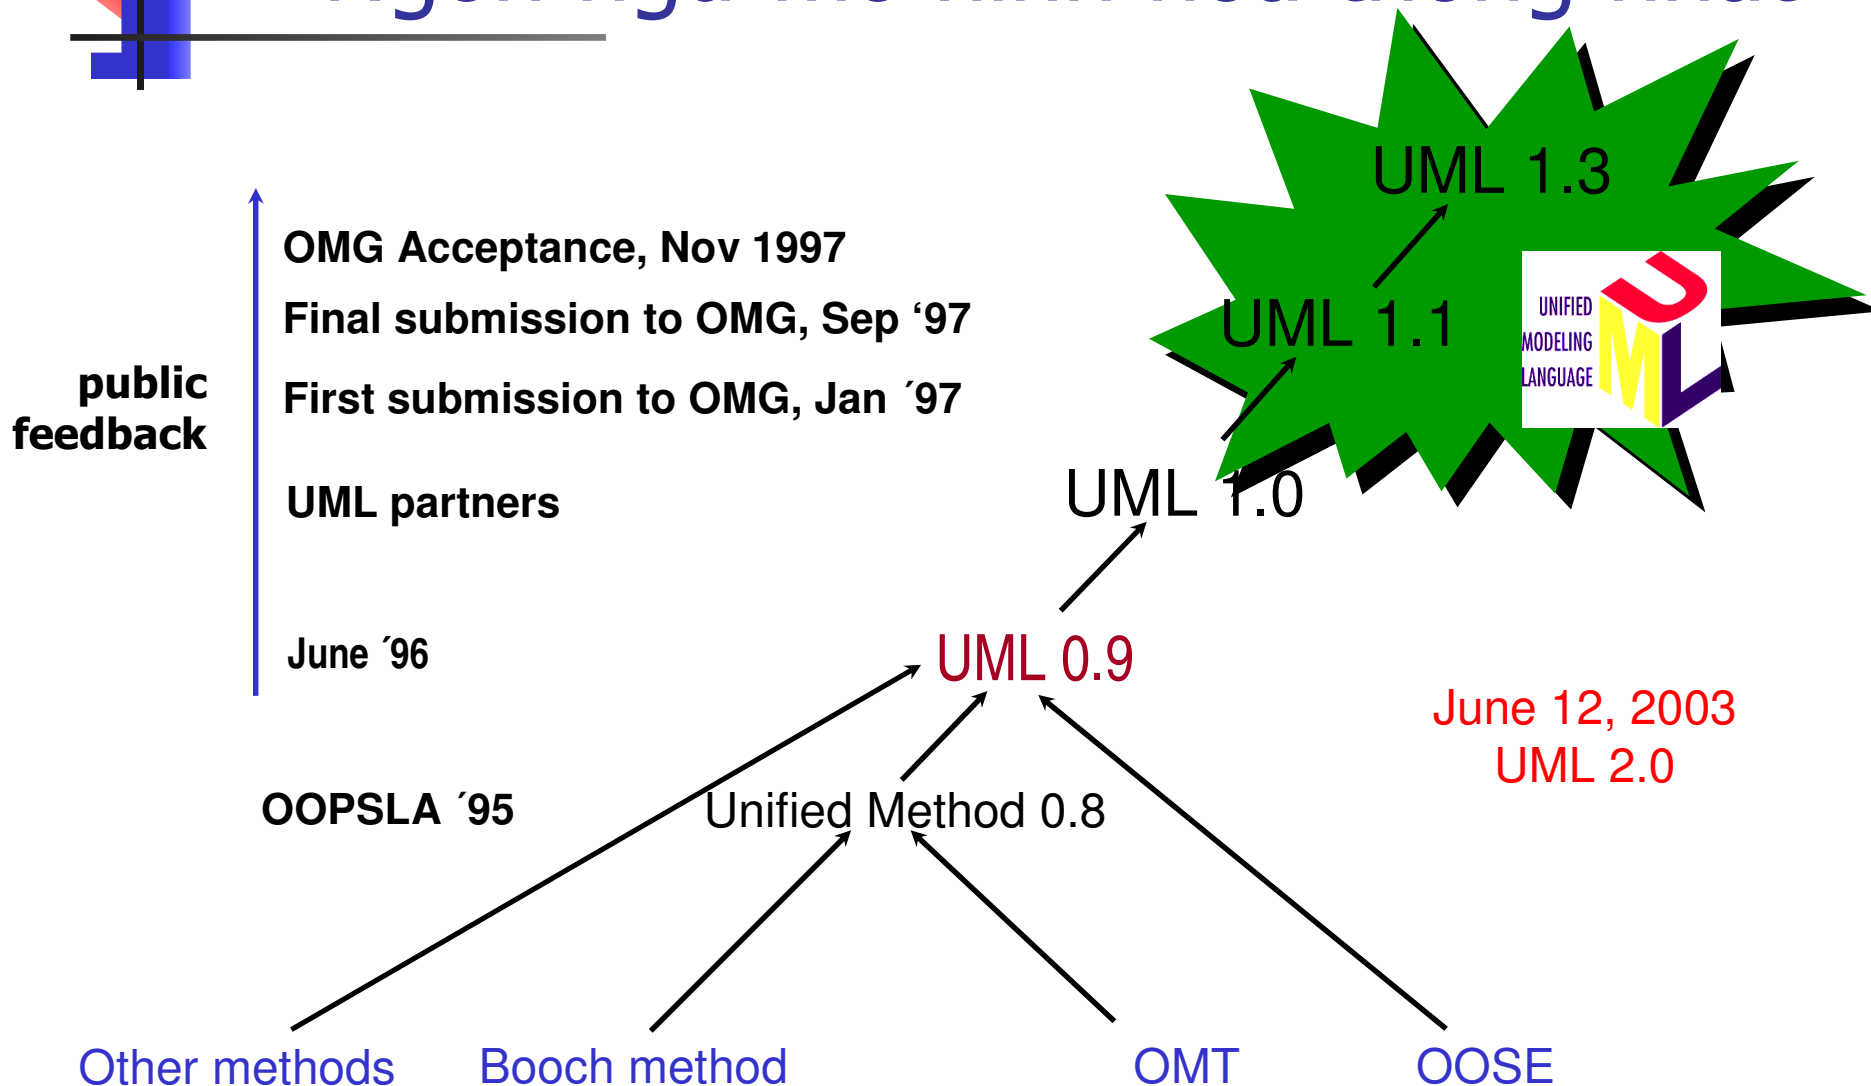 UML 1.3
OMG Acceptance, Nov 1997
Final submission to OMG, Sep ‘97
UML 1.1
UNIFIED
MODELING
LANGUAGE
UML
public
feedback
First submission to OMG, Jan ´97
UML partners
UML 1.0
June ´96
UML 0.9
June 12, 2003
UML 2.0
OOPSLA ´95
Unified Method 0.8
Other methods
Booch method
OMT
OOSE